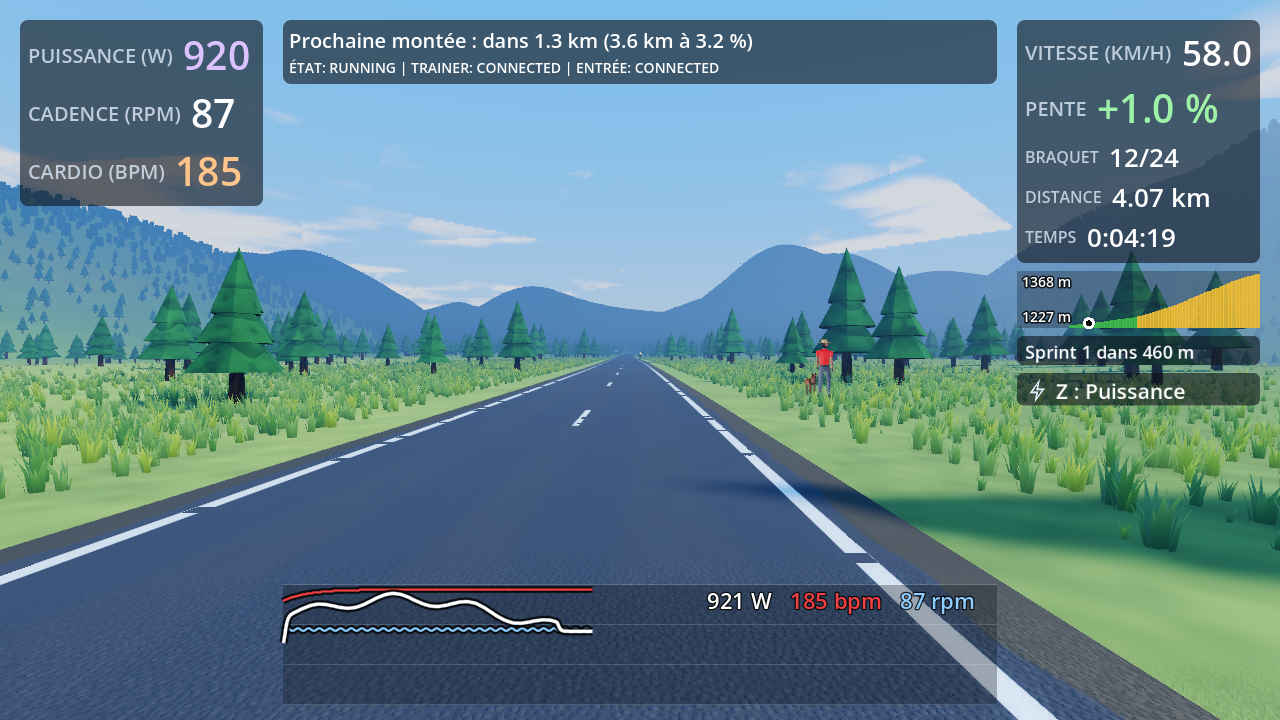 PUISSANCE (W) 920
CADENCE (RPM) 87
CARDIO (BPM) 185
Prochaine montée : dans 1.3 km (3.6 km à 3.2 %)
ÉTAT: RUNNING | TRAINER: CONNECTED | ENTRÉE: CONNECTED
VITESSE (KM/H) 58.0
PENTE +1.0 %
BRAQUET 12/24
DISTANCE 4.07 km
TEMPS 0:04:19
1368 m
1227 m
Sprint 1 dans 460 m
Z : Puissance
921 W 185 bpm 87 rpm